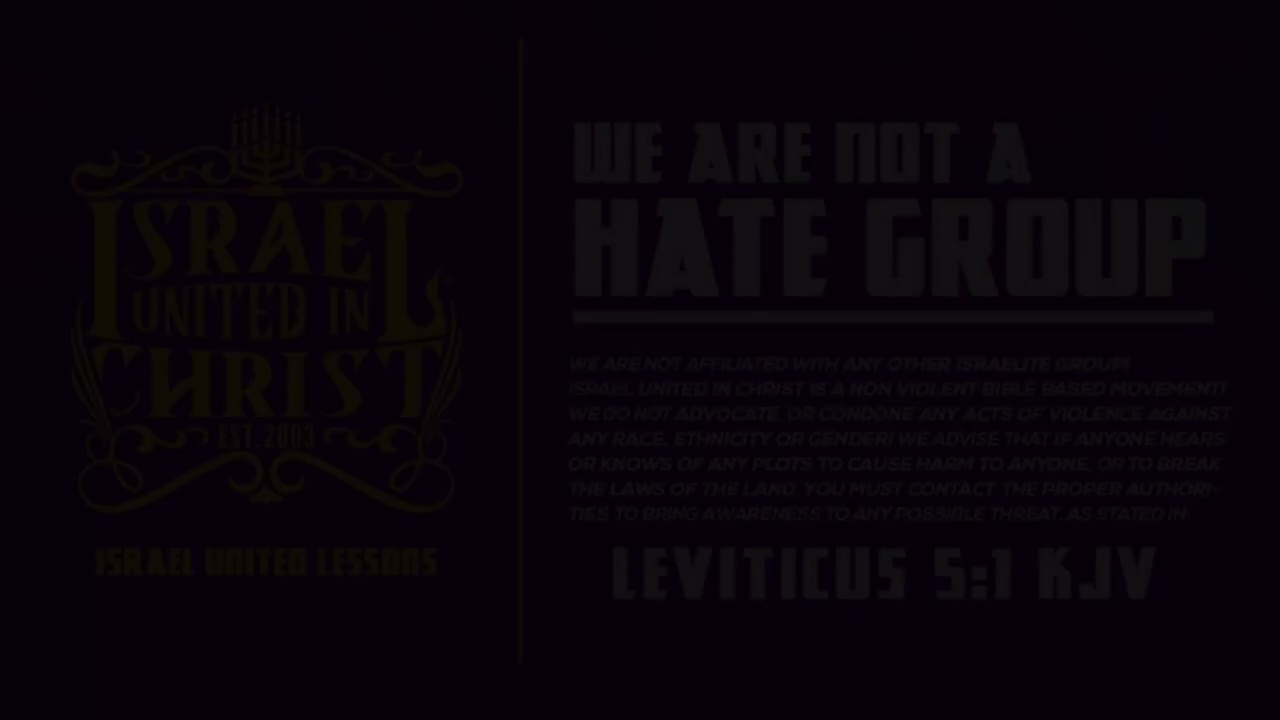 ISRAEL
UNITED IN
CHRIST
EST. 2003
ISRAEL UNITED LESSONS
WE ARE NOT A
HATE GROUP
WE ARE NOT AFFILIATED WITH ANY OTHER ISRAELITE GROUP!
ISRAEL UNITED IN CHRIST IS A NON VIOLENT BIBLE BASED MOVEMENT!
WE DO NOT ADVOCATE, OR CONDONE ANY ACTS OF VIOLENCE AGAINST
ANY RACE, ETHNICITY OR GENDER! WE ADVISE THAT IF ANYONE HEARS
OR KNOWS OF ANY PLOTS TO CAUSE HARM TO ANYONE, OR TO BREAK
THE LAWS OF THE LAND, YOU MUST CONTACT THE PROPER AUTHORI-
TIES TO BRING AWARENESS TO ANY POSSIBLE THREAT. AS STATED IN:
LEVITICUS 5:1 KJV